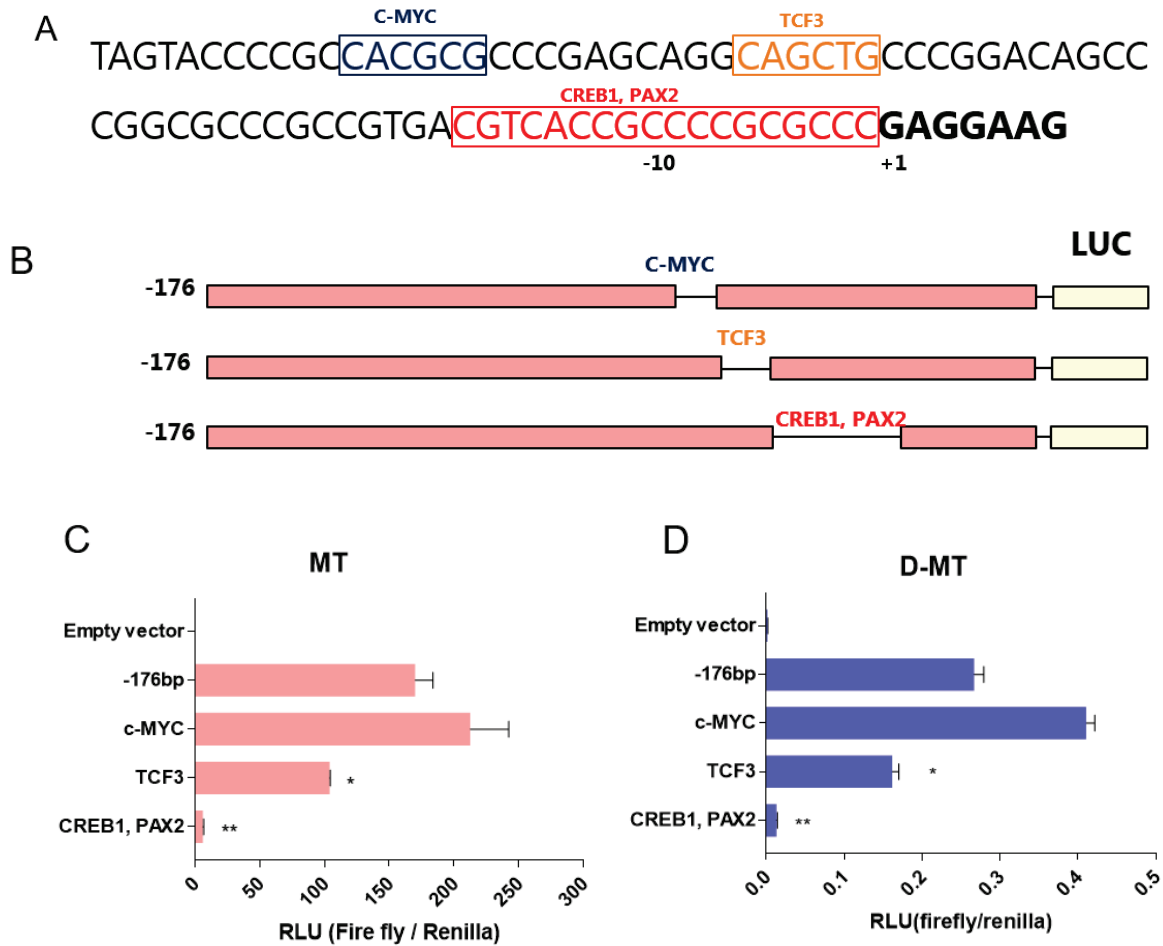 A
C-MYC
TCF3
TAGTACCCCGCCACGCGCCCGAGCAGGCAGCTGCCCGGACAGCC
CREB1, PAX2
CGGCGCCCGCCGTGACGTCACCGCCCCGCGCCCGAGGAAG
-10
+1
B
LUC
C-MYC
-176
TCF3
-176
CREB1, PAX2
-176
C
MT
Empty vector
-176bp
c-MYC
TCF3
*
CREB1, PAX2
**
0 50 100 150 200 250 300
RLU (Fire fly / Renilla)
D
D-MT
Empty vector
-176bp
c-MYC
TCF3
*
CREB1, PAX2
**
0.0 0.1 0.2 0.3 0.4 0.5
RLU(firefly/renilla)